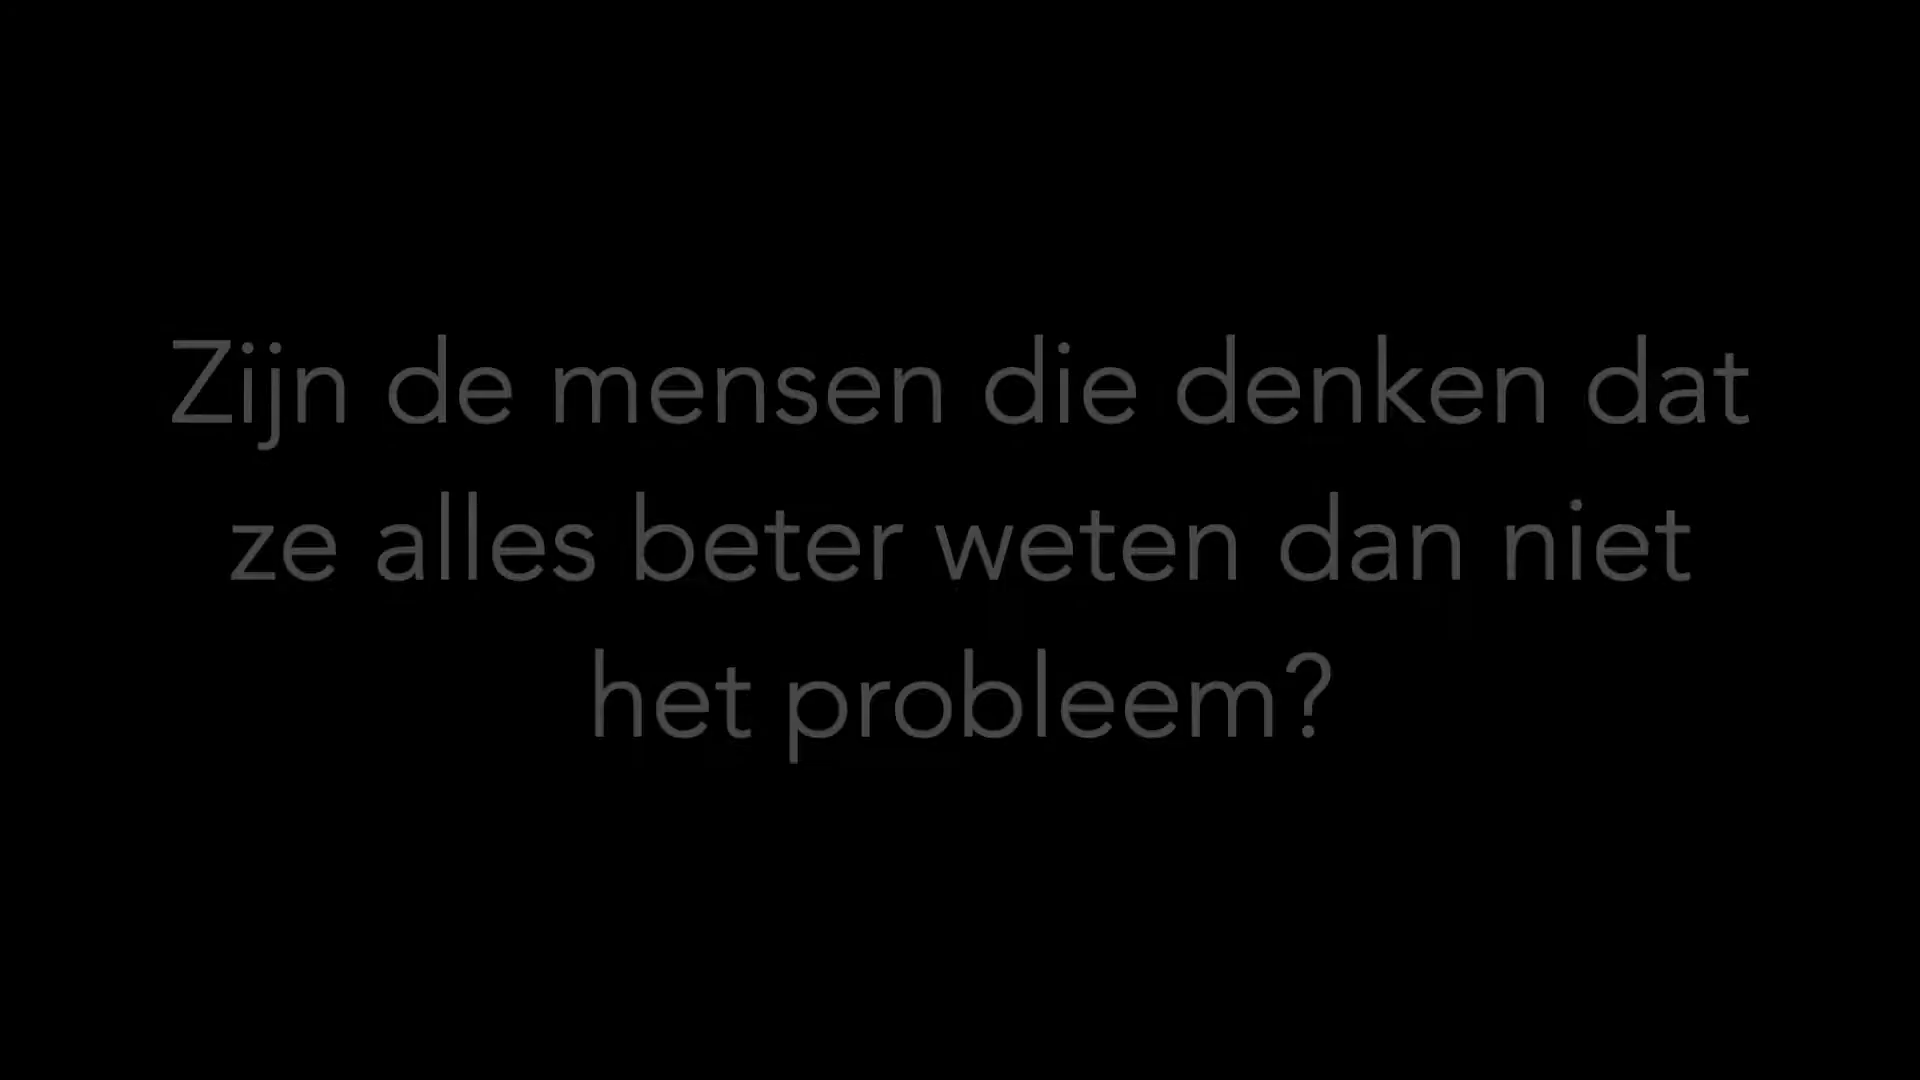 Zijn de mensen die denken dat
ze alles beter weten dan niet
het probleem?